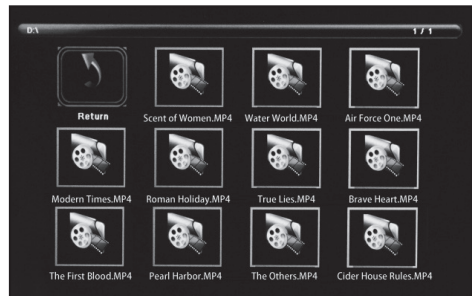 D:\ 1 / 1
Return Scent of Women.MP4 Water World.MP4 Air Force One.MP4
Modern Times.MP4 Roman Holiday.MP4 True Lies.MP4 Brave Heart.MP4
The First Blood.MP4 Pearl Harbor.MP4 The Others.MP4 Cider House Rules.MP4